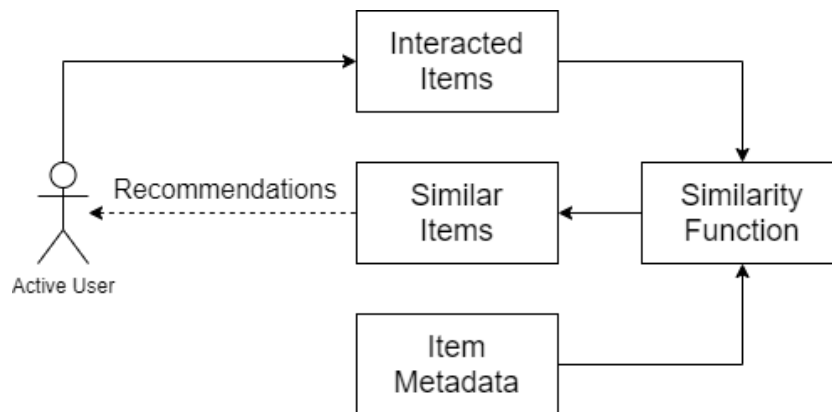 Interacted
Items
Recommendations
Similar
Items
Similarity
Function
Active User
Item
Metadata